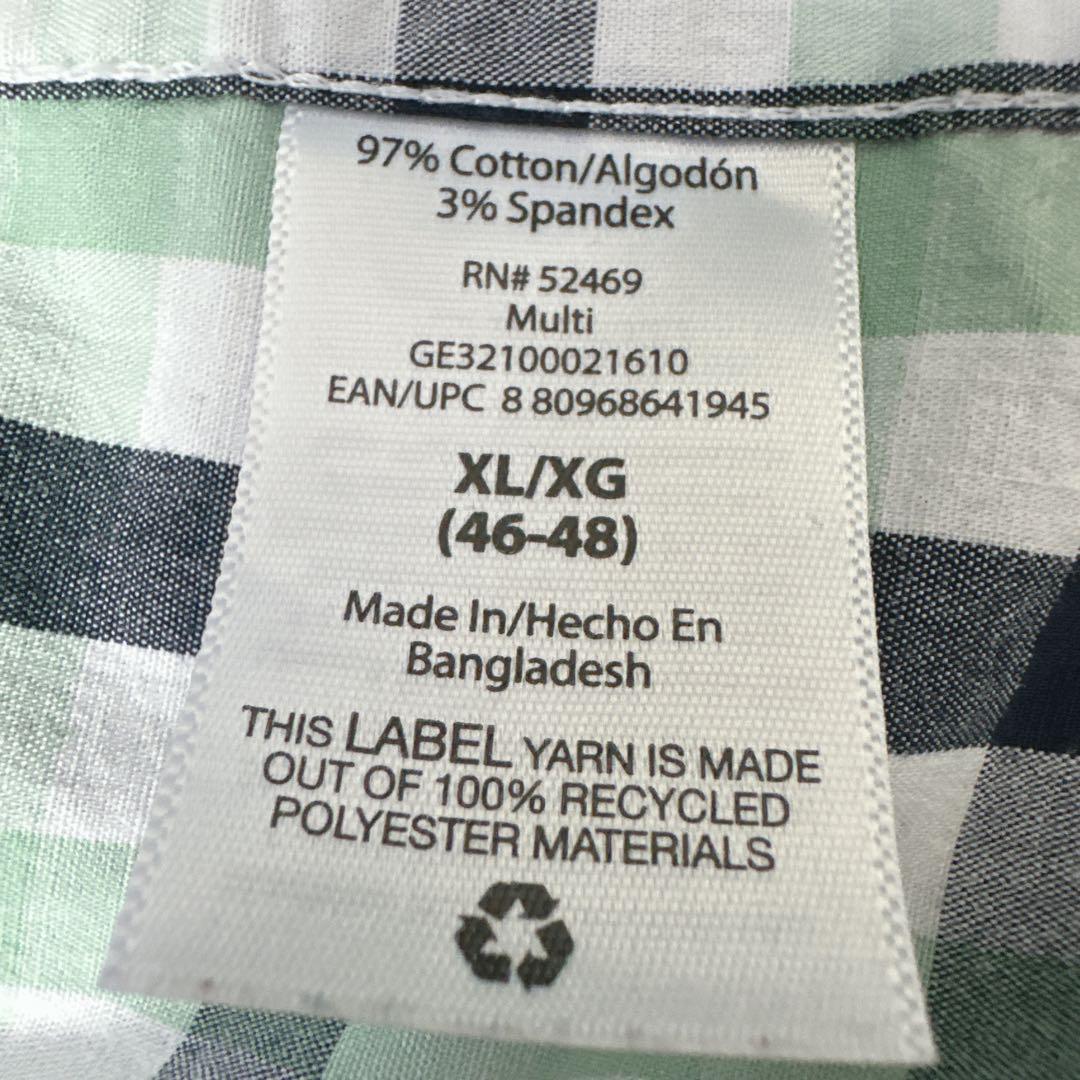 97% Cotton/Algodón
3% Spandex
RN# 52469
Multi
GE32100021610
EAN/UPC 8 80968641945
XL/XG
(46-48)
Made In/Hecho En
Bangladesh
THIS LABEL YARN IS MADE
OUT OF 100% RECYCLED
POLYESTER MATERIALS